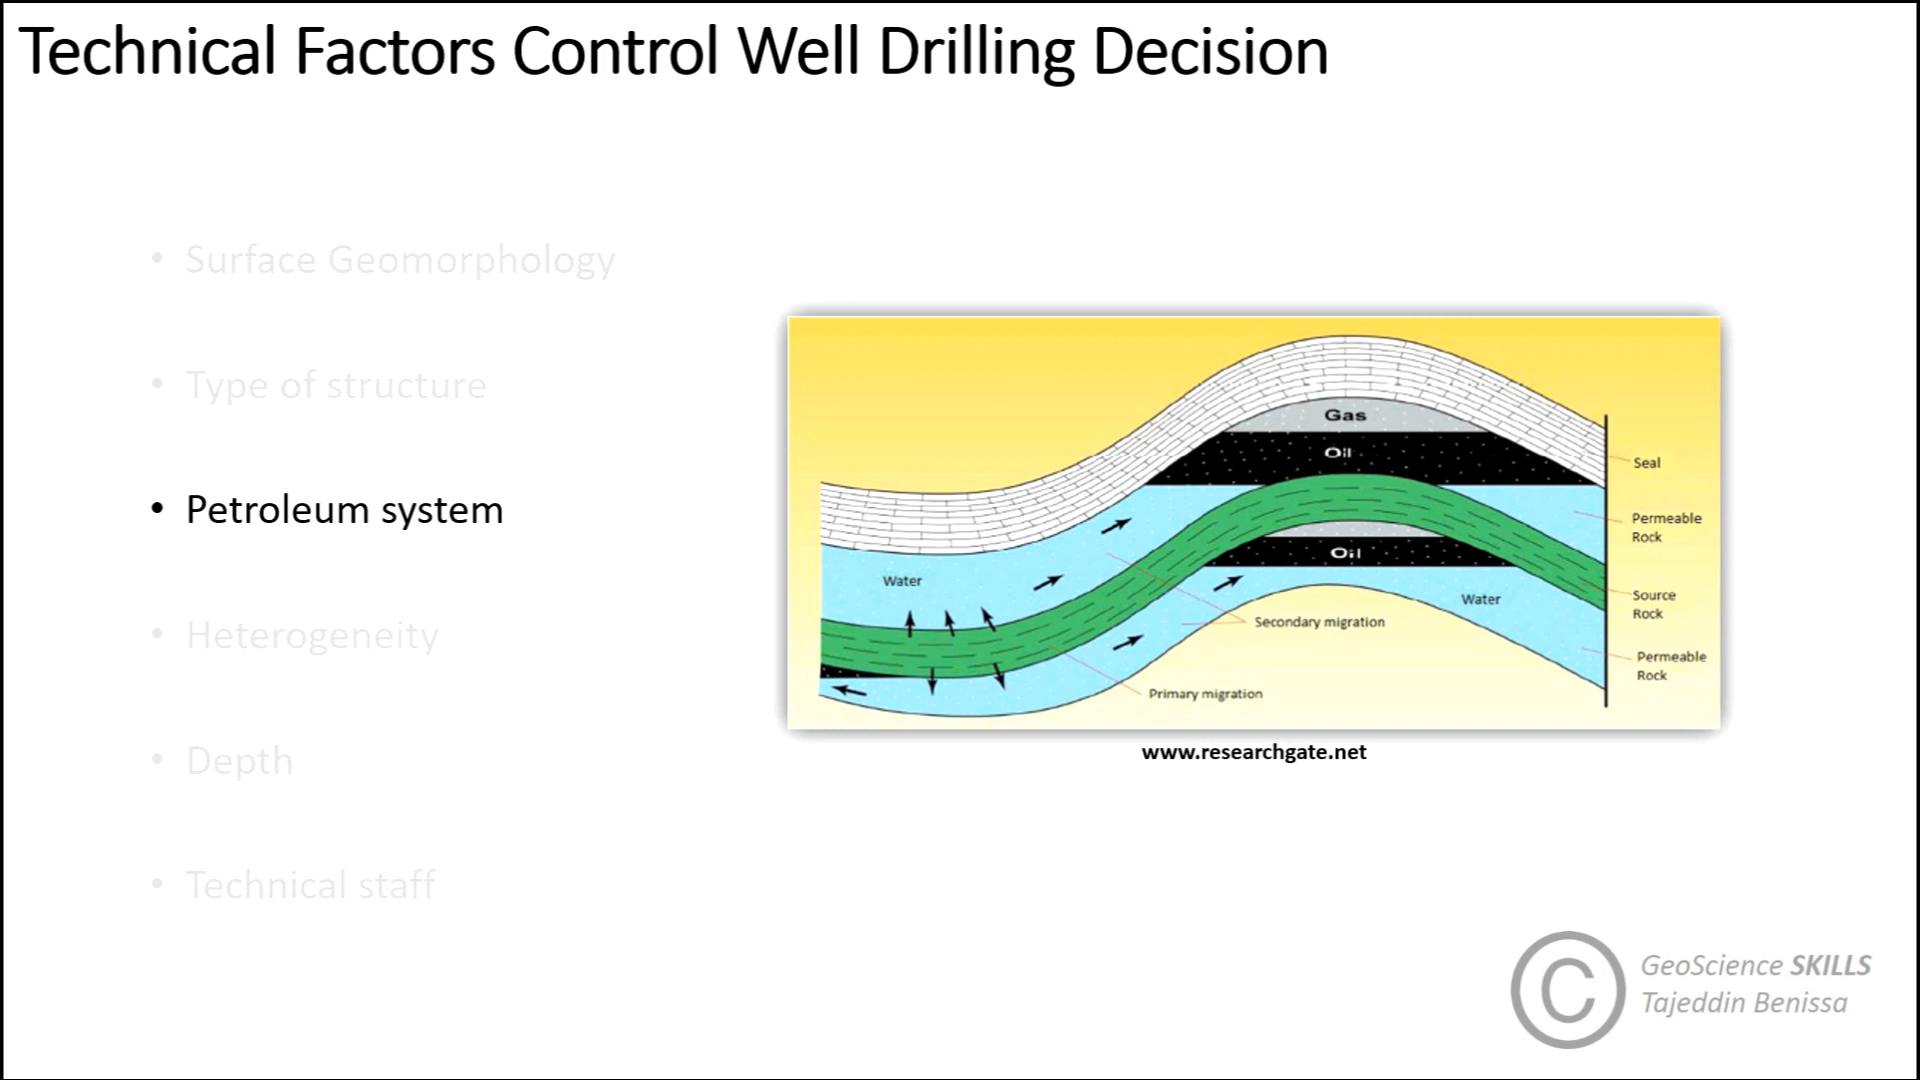 Technical Factors Control Well Drilling Decision
• Surface Geomorphology
• Type of structure
• Petroleum system
• Heterogeneity
• Depth
• Technical staff
Gas
Oil
Seal
Permeable
Rock
Water
Oil
Source
Rock
Water
Secondary migration
Permeable
Rock
Primary migration
www.researchgate.net
© GeoScience SKILLS
Tajeddin Benissa